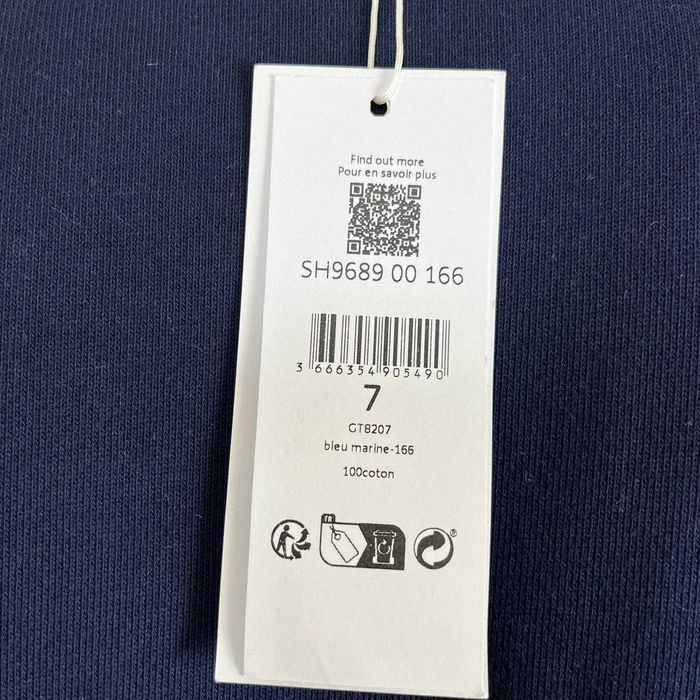 Find out more
Pour en savoir plus
SH9689 00 166
3 666354 905490
7
GT8207
bleu marine-166
100coton
FR
®